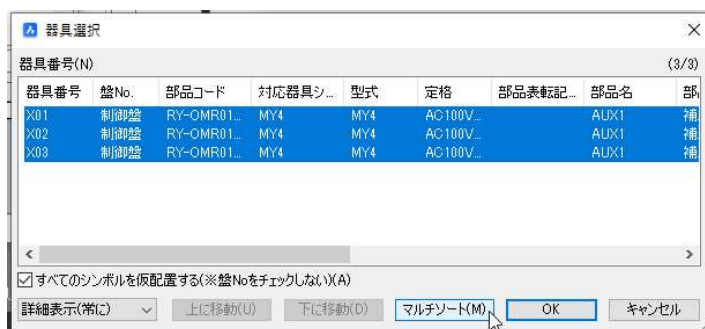 器具選択
器具番号(N) (3/3)
器具番号 盤No. 部品コード 対応器具シ... 型式 定格 部品表転記... 部品名
X01 制御盤 RY-OMR01... MY4 MY4 AC100V... AUX1 補
X02 制御盤 RY-OMR01... MY4 MY4 AC100V... AUX1 補
X03 制御盤 RY-OMR01... MY4 MY4 AC100V... AUX1 補
すべてのシンボルを仮配置する(※盤Noをチェックしない)(A)
詳細表示(常に) 上に移動(U) 下に移動(D) マルチソート(M) OK キャンセル